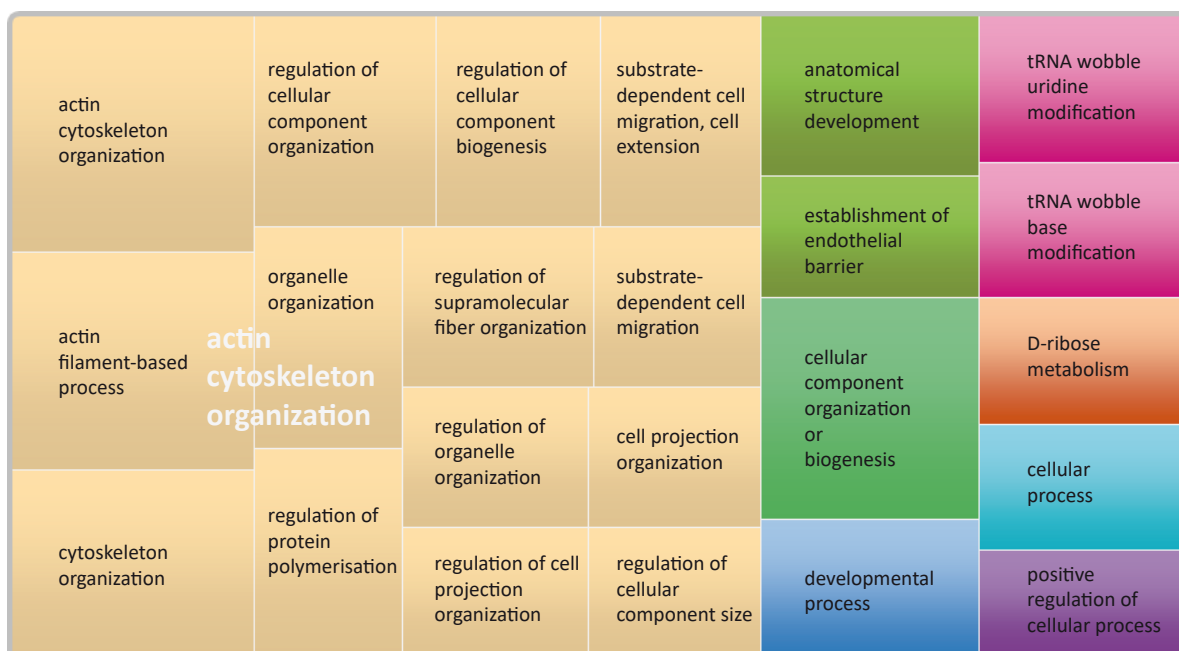 actin
cytoskeleton
organization
regulation of
cellular
component
organization
regulation of
cellular
component
biogenesis
substrate-
dependent cell
migration, cell
extension
anatomical
structure
development
tRNA wobble
uridine
modification
establishment of
endothelial
barrier
tRNA wobble
base
modification
actin
filament-based
process
organelle
organization
actin
cytoskeleton
organization
regulation of
supramolecular
fiber organization
substrate-
dependent cell
migration
cellular
component
organization
or
biogenesis
D-ribose
metabolism
regulation of
organelle
organization
cell projection
organization
cellular
process
cytoskeleton
organization
regulation of
protein
polymerisation
regulation of cell
projection
organization
regulation of
cellular
component size
developmental
process
positive
regulation of
cellular process